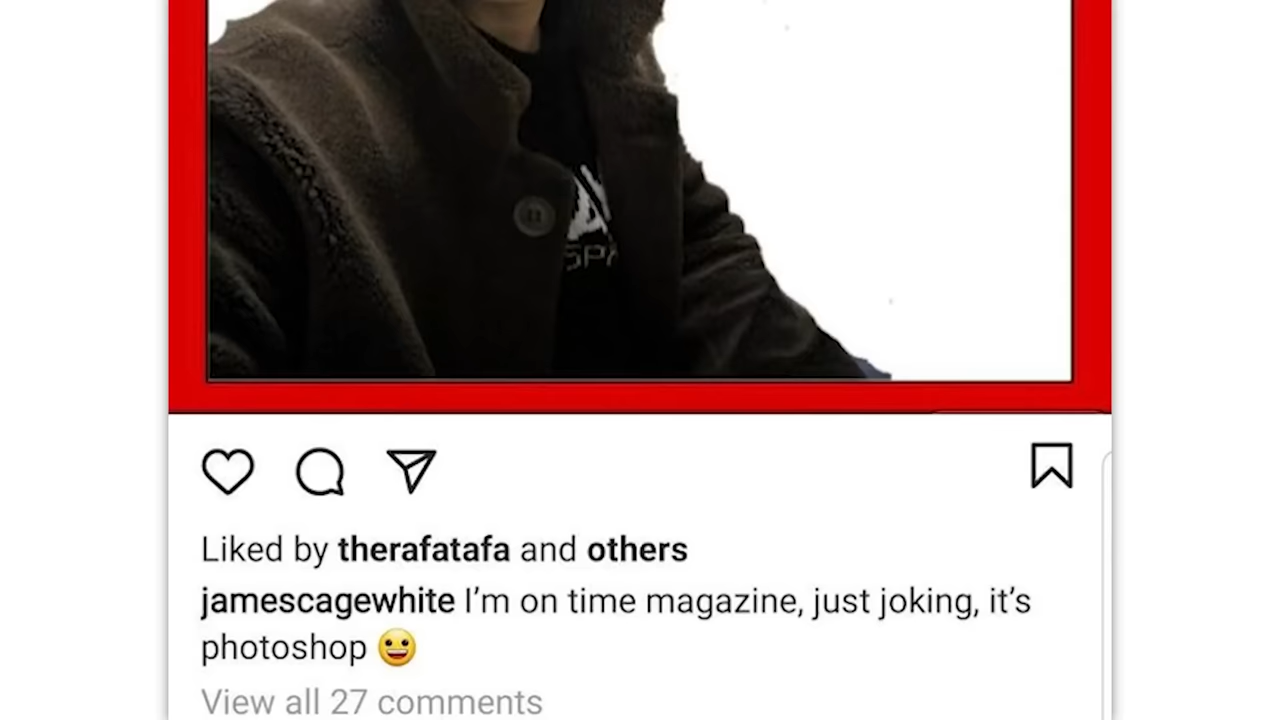 Liked by therafatafa and others
jamescagewhite I’m on time magazine, just joking, it’s
photoshop 😀
View all 27 comments